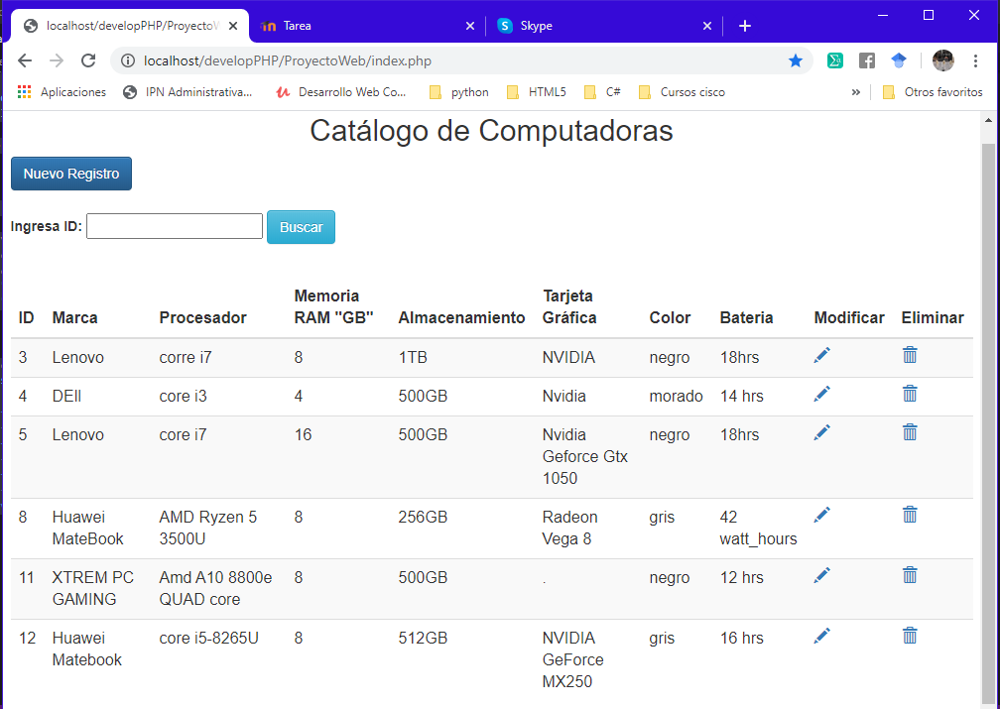 localhost/developPHP/ProyectoW
Tarea
Skype
localhost/developPHP/ProyectoWeb/index.php
Aplicaciones
IPN Administrativa...
Desarrollo Web Co...
python
HTML5
C#
Cursos cisco
»
Otros favoritos
Catálogo de Computadoras
Nuevo Registro
Ingresa ID:
Buscar
ID Marca Procesador Memoria RAM "GB" Almacenamiento Tarjeta Gráfica Color Bateria Modificar Eliminar
3 Lenovo corre i7 8 1TB NVIDIA negro 18hrs
4 DEll core i3 4 500GB Nvidia morado 14 hrs
5 Lenovo core i7 16 500GB Nvidia Geforce Gtx 1050 negro 18hrs
8 Huawei MateBook AMD Ryzen 5 3500U 8 256GB Radeon Vega 8 gris 42 watt_hours
11 XTREM PC GAMING Amd A10 8800e QUAD core 8 500GB . negro 12 hrs
12 Huawei Matebook core i5-8265U 8 512GB NVIDIA GeForce MX250 gris 16 hrs